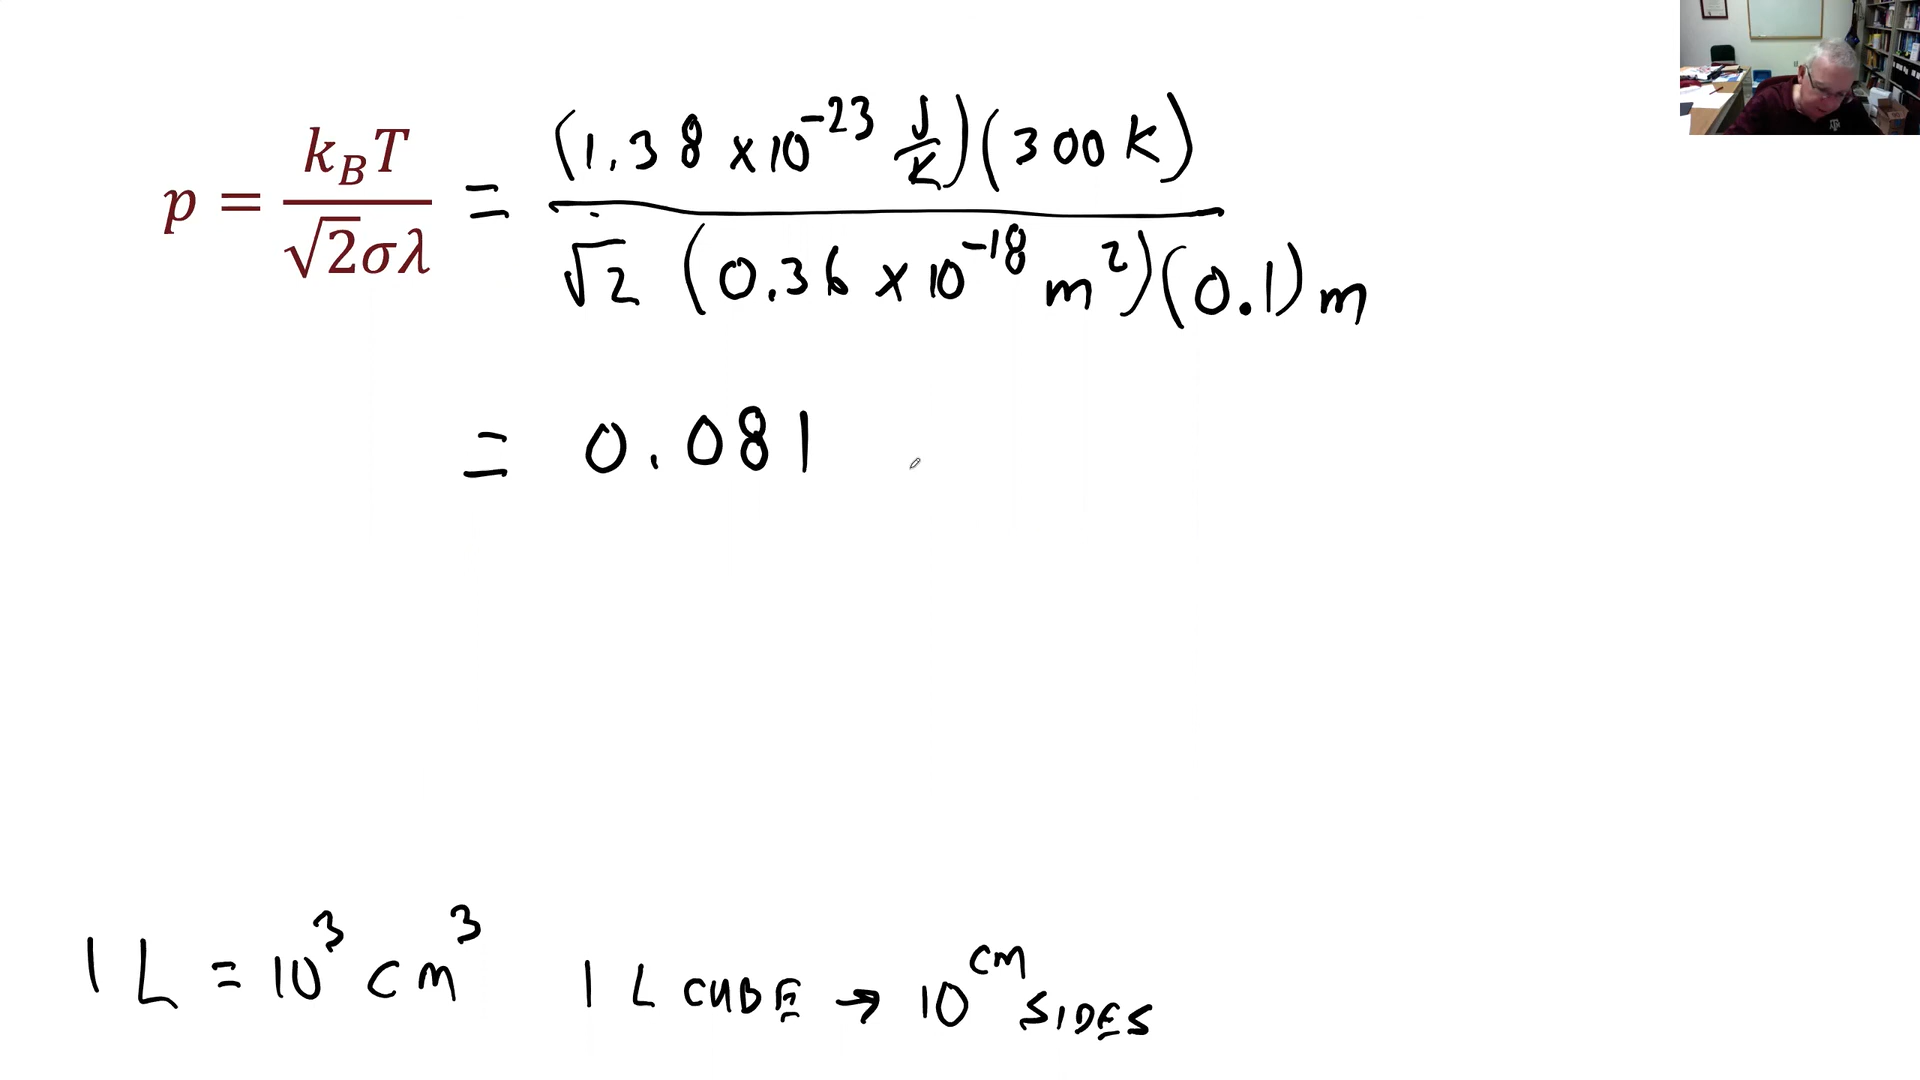 p = k_B T / √2σλ = (1.38 x 10^-23 J/K)(300 K) / √2 (0.36 x 10^-18 m^2)(0.1) m
= 0.081
1 L = 10^3 cm^3 1 L CUBE → 10 cm SIDES